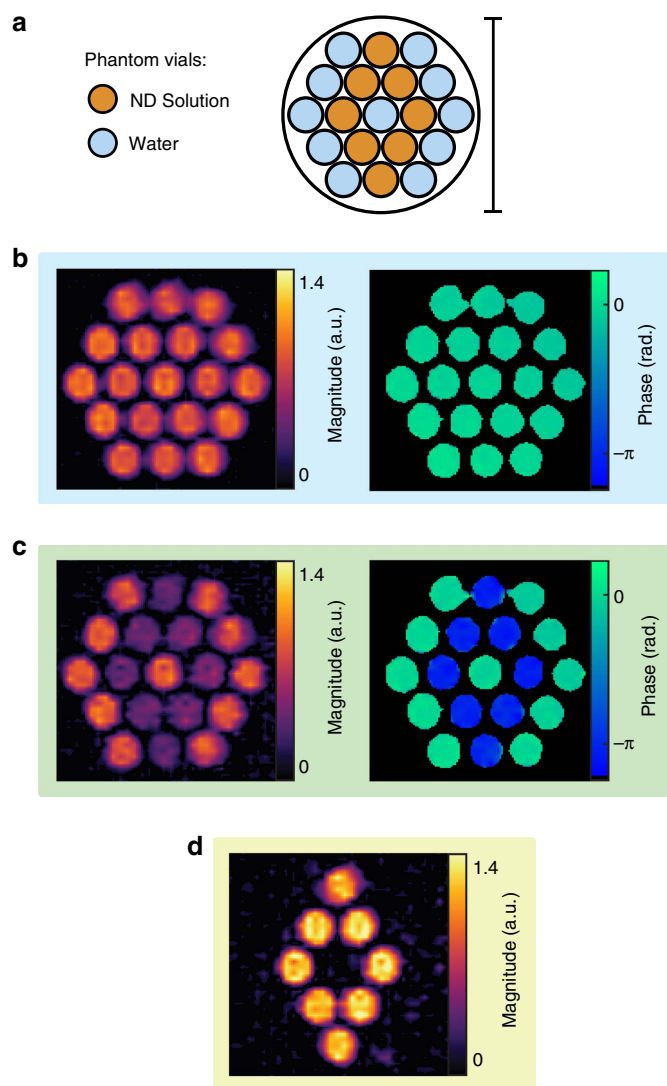 a
Phantom vials:
ND Solution
Water
b
1.4
Magnitude (a.u.)
0
0
Phase (rad.)
−π
c
1.4
Magnitude (a.u.)
0
0
Phase (rad.)
−π
d
1.4
Magnitude (a.u.)
0